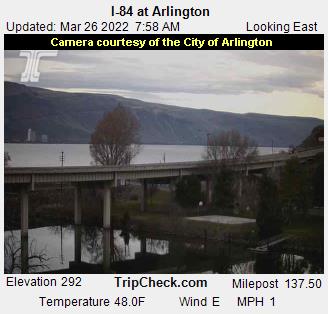 I-84 at Arlington
Updated: Mar 26 2022 7:58 AM Looking East
Camera courtesy of the City of Arlington
Elevation 292 TripCheck.com Milepost 137.50
Temperature 48.0F Wind E MPH 1